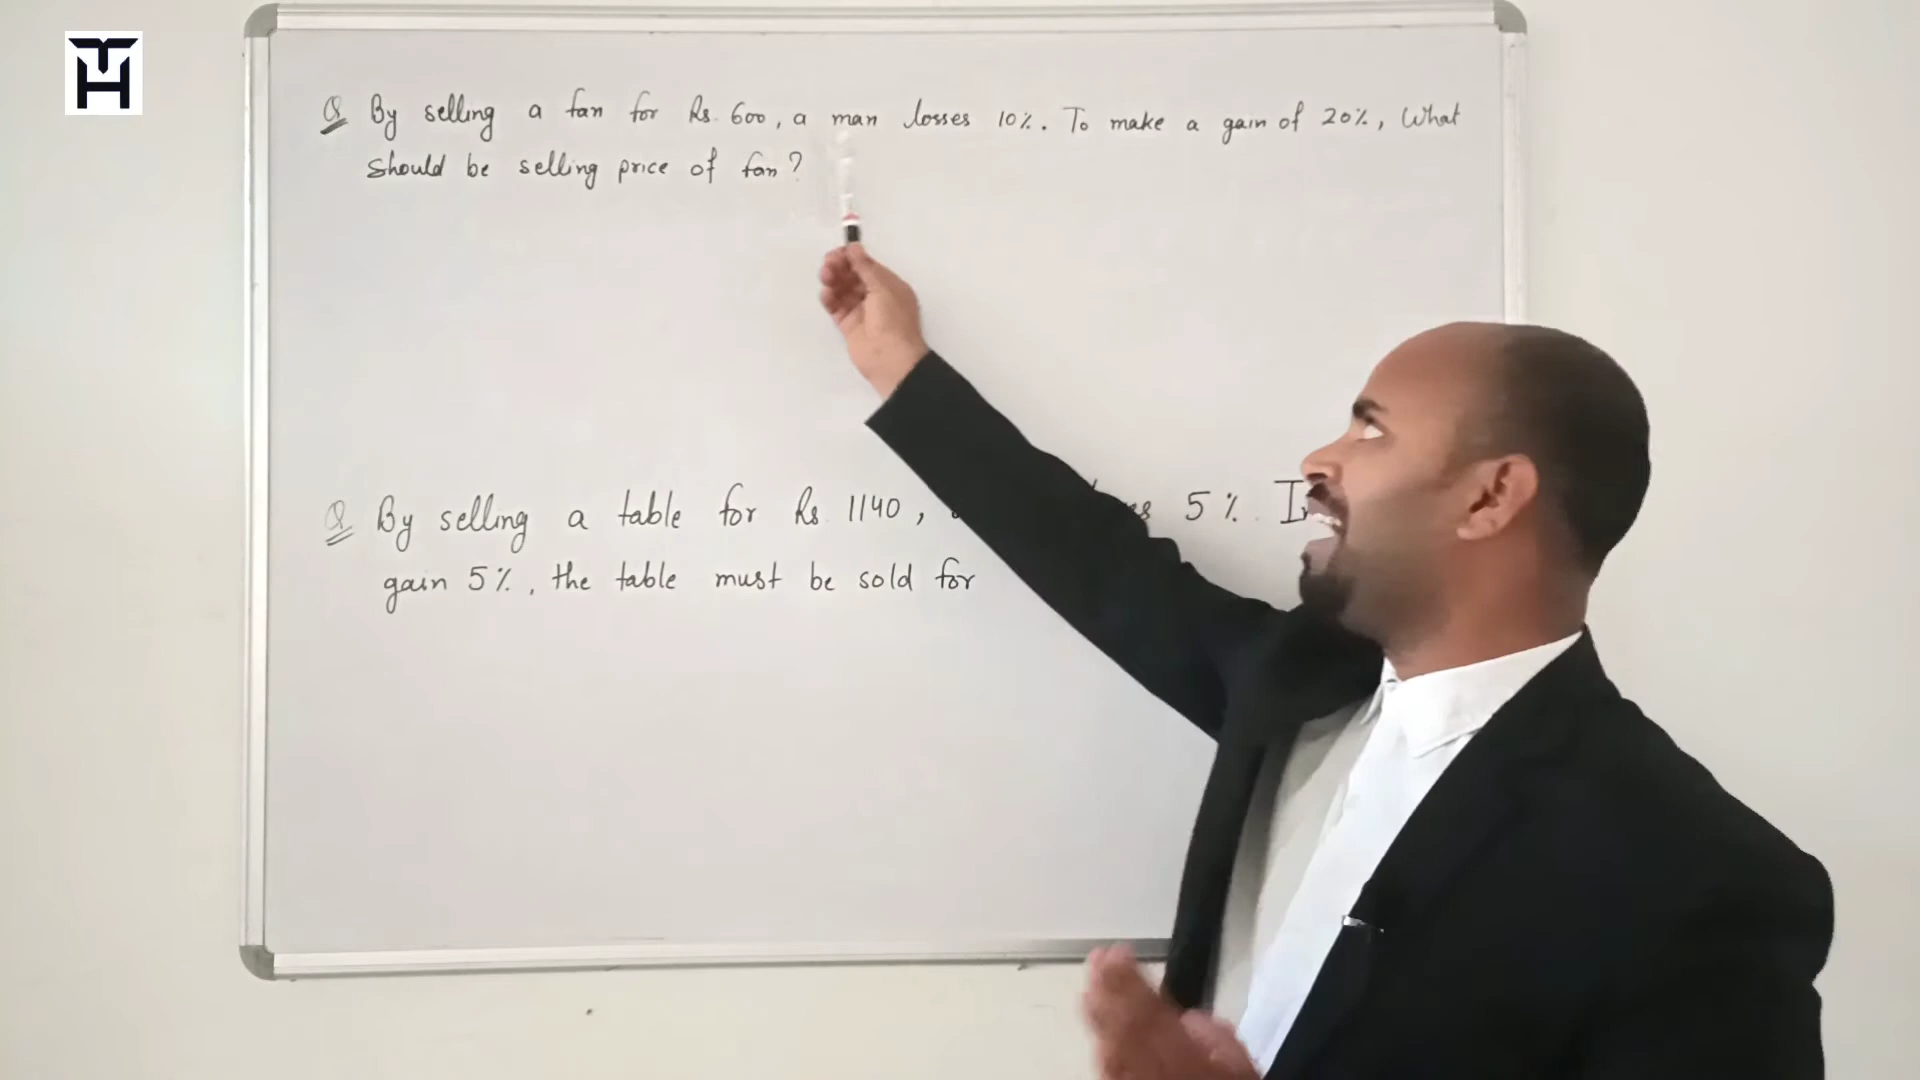 TH
Q By selling a fan for Rs. 600, a man losses 10%. To make a gain of 20%, What
should be selling price of fan?
Q By selling a table for Rs 1140, 5%. In
gain 5%, the table must be sold for